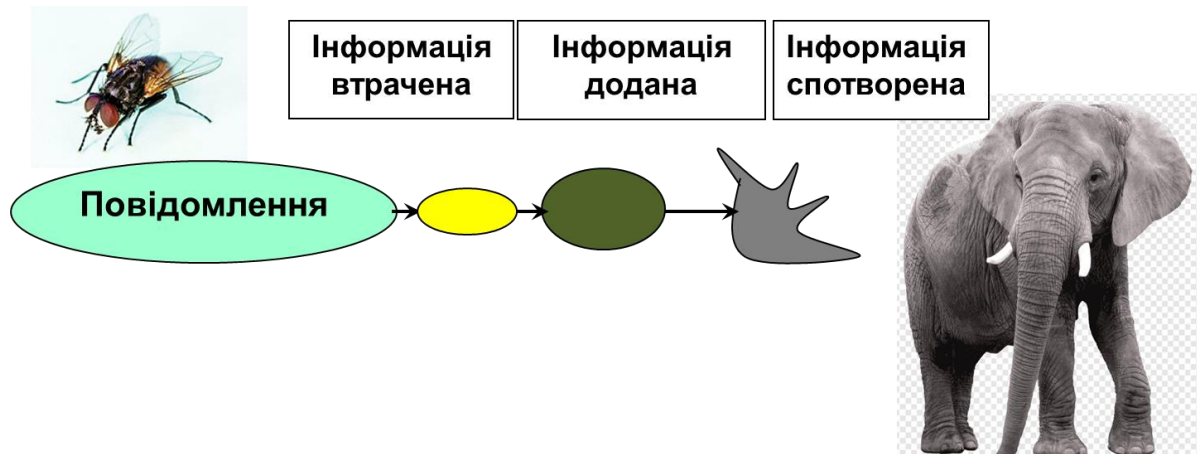 Інформація
втрачена
Інформація
додана
Інформація
спотворена
Повідомлення